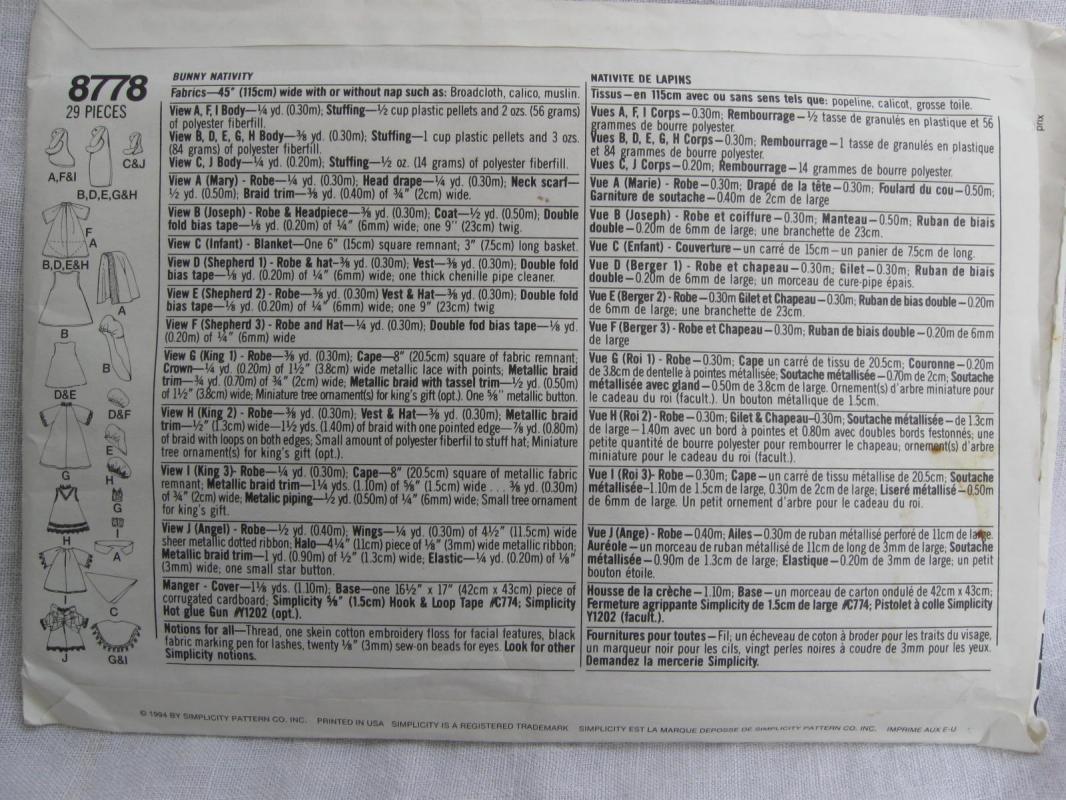 8778
29 PIECES
A,F&I
C&J
B,D,E,G&H
F
A
B,D,E&H
A
B
B
D&E
D&F
E
G
H
G
I
H
A
I
C
J
G&I
BUNNY NATIVITY
Fabrics—45" (115cm) wide with or without nap such as: Broadcloth, calico, muslin.
View A, F, I Body—¼ yd. (0.30m); Stuffing—½ cup plastic pellets and 2 ozs. (56 grams)
of polyester fiberfill.
View B, D, E, G, H Body—⅜ yd. (0.30m); Stuffing—1 cup plastic pellets and 3 ozs.
(84 grams) of polyester fiberfill.
View C, J Body—¼ yd. (0.20m); Stuffing—½ oz. (14 grams) of polyester fiberfill.
View A (Mary) - Robe—¼ yd. (0.30m); Head drape—¼ yd. (0.30m); Neck scarf—
½ yd. (0.50m); Braid trim—⅜ yd. (0.40m) of ¾" (2cm) wide.
View B (Joseph) - Robe & Headpiece—⅜ yd. (0.30m); Coat—½ yd. (0.50m); Double
fold bias tape—⅛ yd. (0.20m) of ¼" (6mm) wide; one 9'' (23cm) twig.
View C (Infant) - Blanket—One 6" (15cm) square remnant; 3" (7.5cm) long basket.
View D (Shepherd 1) - Robe & hat–⅜ yd. (0.30m); Vest–⅜ yd. (0.30m); Double fold
bias tape—⅛ yd. (0.20m) of ¼" (6mm) wide; one thick chenille pipe cleaner.
View E (Shepherd 2) - Robe—⅜ yd. (0.30m) Vest & Hat—⅜ yd. (0.30m); Double fold
bias tape—⅛ yd. (0.20m) of ¼" (6mm) wide; one 9" (23cm) twig
View F (Shepherd 3) - Robe and Hat—¼ yd. (0.30m); Double fod bias tape—⅛ yd.
(0.20m) of ¼" (6mm) wide
View G (King 1) - Robe—⅜ yd. (0.30m); Cape—8" (20.5cm) square of fabric remnant;
Crown—¼ yd. (0.20m) of 1½" (3.8cm) wide metallic lace with points; Metallic braid
trim—¾ yd. (0.70m) of ¾" (2cm) wide; Metallic braid with tassel trim—½ yd. (0.50m)
of 1½" (3.8cm) wide; Miniature tree ornament(s) for king's gift (opt.). One ⅝" metallic button.
View H (King 2) - Robe—⅜ yd. (0.30m); Vest & Hat—⅜ yd. (0.30m); Metallic braid
trim—½" (1.3cm) wide—1½ yds. (1.40m) of braid with one pointed edge—⅞ yd. (0.80m)
of braid with loops on both edges; Small amount of polyester fiberfil to stuff hat; Miniature
tree ornament(s) for king's gift (opt.).
View I (King 3)- Robe—¼ yd. (0.30m); Cape—8" (20.5cm) square of metallic fabric
remnant; Metallic braid trim—1¼ yds. (1.10m) of ⅝" (1.5cm) wide . . . ⅜ yd. (0.30m)
of ¾" (2cm) wide; Metalic piping—½ yd. (0.50m) of ¼" (6mm) wide; Small tree ornament
for king's gift.
View J (Angel) - Robe—½ yd. (0.40m); Wings—¼ yd. (0.30m) of 4½" (11.5cm) wide
sheer metallic dotted ribbon; Halo—4¼" (11cm) piece of ⅛" (3mm) wide metallic ribbon;
Metallic braid trim—1 yd. (0.90m) of ½" (1.3cm) wide; Elastic—¼ yd. (0.20m) of ⅛"
(3mm) wide; one small star button.
Manger - Cover—1⅛ yds. (1.10m); Base—one 16½" x 17" (42cm x 43cm) piece of
corrugated cardboard; Simplicity ⅝" (1.5cm) Hook & Loop Tape #C774; Simplicity
Hot glue Gun #Y1202 (opt.).
Notions for all—Thread, one skein cotton embroidery floss for facial features, black
fabric marking pen for lashes, twenty ⅛" (3mm) sew-on beads for eyes. Look for other
Simplicity notions.
NATIVITE DE LAPINS
Tissus—en 115cm avec ou sans sens tels que: popeline, calicot, grosse toile.
Vues A, F, I Corps—0.30m; Rembourrage—½ tasse de granulés en plastique et 56
grammes de bourre polyester.
Vues B, D, E, G, H Corps—0.30m; Rembourrage—1 tasse de granulés en plastique
et 84 grammes de bourre polyester.
Vues C, J Corps—0.20m; Rembourrage—14 grammes de bourre polyester.
Vue A (Marie) - Robe—0.30m; Drapé de la tête—0.30m; Foulard du cou—0.50m;
Garniture de soutache—0.40m de 2cm de large
Vue B (Joseph) - Robe et coiffure—0.30m; Manteau—0.50m; Ruban de biais
double—0.20m de 6mm de large; une branchette de 23cm.
Vue C (Enfant) - Couverture—un carré de 15cm—un panier de 7.5cm de long.
Vue D (Berger 1) - Robe et chapeau—0.30m; Gilet—0.30m; Ruban de biais
double—0.20m de 6mm de large; un morceau de cure-pipe épais.
Vue E (Berger 2) - Robe—0.30m Gilet et Chapeau—0.30m; Ruban de bias double—0.20m
de 6mm de large; une branchette de 23cm.
Vue F (Berger 3) - Robe et Chapeau—0.30m; Ruban de bias double—0.20m de 6mm
de large
Vue G (Roi 1) - Robe—0.30m; Cape un carré de tissu de 20.5cm; Couronne—0.20m
de 3.8cm de dentelle à pointes métallisée; Soutache métallisée—0.70m de 2cm; Soutache
métallisée avec gland—0.50m de 3.8cm de large. Ornement(s) d'arbre miniature pour
le cadeau du roi (facult.). Un bouton métallique de 1.5cm.
Vue H (Roi 2) - Robe—0.30m; Gilet & Chapeau—0.30m; Soutache métallisée—de 1.3cm
de large—1.40m avec un bord à pointes et 0.80m avec doubles bords festonnés; une
petite quantité de bourre polyester pour rembourrer le chapeau; ornement(s) d'arbre
miniature pour le cadeau du roi (facult.).
Vue I (Roi 3)- Robe—0.30m; Cape—un carré de tissu métallise de 20.5cm; Soutache
métallisée—1.10m de 1.5cm de large, 0.30m de 2cm de large; Liseré métallisé—0.50m
de 6mm de large. Un petit ornement d'arbre pour le cadeau du roi.
Vue J (Ange) - Robe—0.40m; Ailes—0.30m de ruban métallisé perforé de 11cm de large.
Auréole—un morceau de ruban métallisé de 11cm de long de 3mm de large; Soutache
métallisée—0.90m de 1.3cm de large; Elastique—0.20m de 3mm de large; un petit
bouton étoile.
Housse de la crèche—1.10m; Base—un morceau de carton ondulé de 42cm x 43cm;
Fermeture agrippante Simplicity de 1.5cm de large #C774; Pistolet à colle Simplicity
Y1202 (facult.).
Fournitures pour toutes—Fil; un écheveau de coton à broder pour les traits du visage,
un marqueur noir pour les cils, vingt perles noires à coudre de 3mm pour les yeux.
Demandez la mercerie Simplicity.
prix
© 1994 BY SIMPLICITY PATTERN CO. INC. PRINTED IN USA SIMPLICITY IS A REGISTERED TRADEMARK SIMPLICITY EST LA MARQUE DEPOSSE DE SIMPLICITY PATTERN CO. INC. IMPRIME AUX E-U